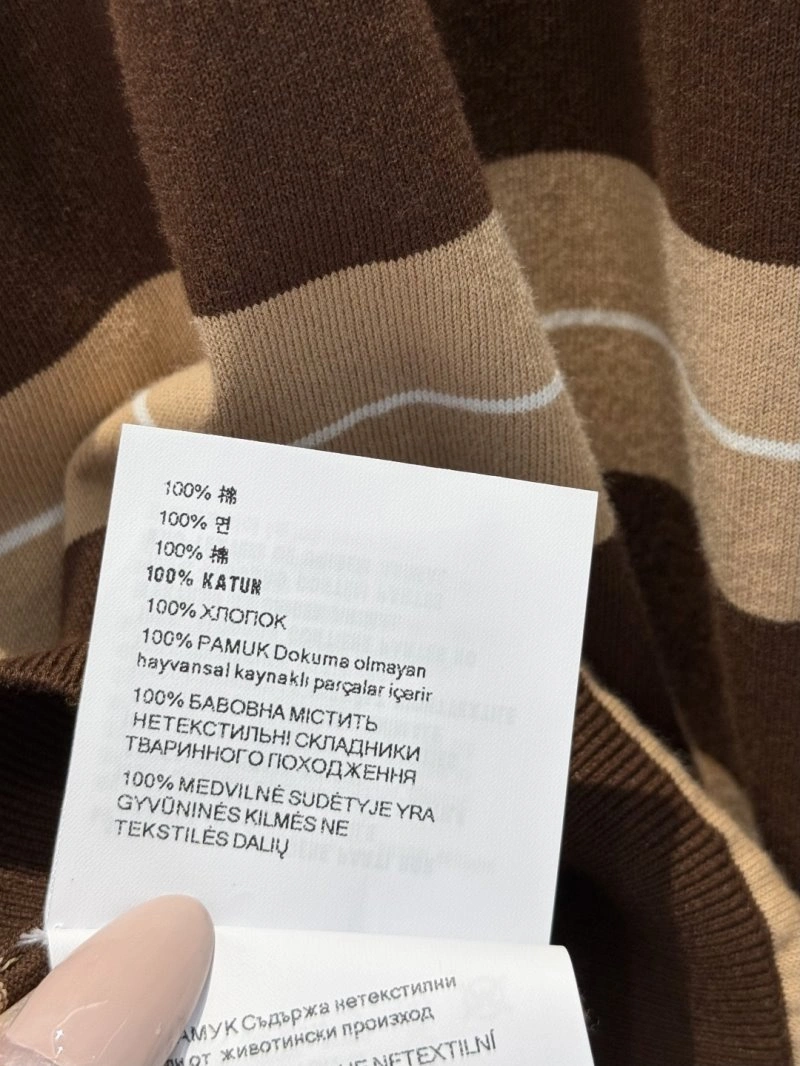 100% 棉
100% 면
100% 棉
100% KATUN
100% ХЛОПОК
100% PAMUK Dokuma olmayan
hayvansal kaynaklı parçalar içerir
100% БАВОВНА МІСТИТЬ
НЕТЕКСТИЛЬНІ СКЛАДНИКИ
ТВАРИННОГО ПОХОДЖЕННЯ
100% MEDVILNĖ SUDĖTYJE YRA
GYVŪNINĖS KILMĖS NE
TEKSTILĖS DALIŲ
Съдържа нетекстилни
от животински произход
NETEXTILNÍ